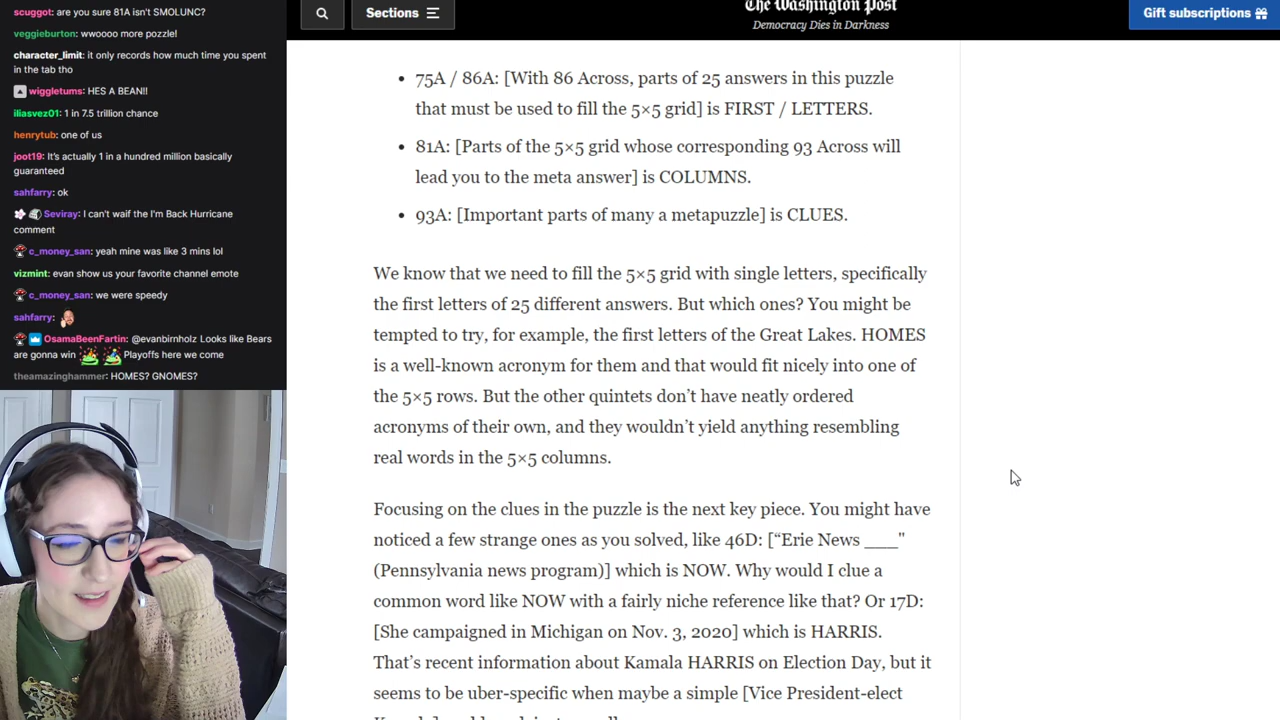 scuggot: are you sure 81A isn't SMOLUNC?
veggieburton: wwoooo more pozzle!
character_limit: it only records how much time you spent
in the tab tho
wiggletums: HES A BEAN!!
iliasvez01: 1 in 7.5 trillion chance
henrytub: one of us
joot19: It's actually 1 in a hundred million basically
guaranteed
sahfarry: ok
Seviray: I can't waif the I'm Back Hurricane
comment
c_money_san: yeah mine was like 3 mins lol
vizmint: evan show us your favorite channel emote
c_money_san: we were speedy
sahfarry:
OsamaBeenFartin: @evanbirnholz Looks like Bears
are gonna win Playoffs here we come
theamazinghammer: HOMES? GNOMES?
Sections
The Washington Post
Democracy Dies in Darkness
Gift subscriptions
• 75A / 86A: [With 86 Across, parts of 25 answers in this puzzle
that must be used to fill the 5×5 grid] is FIRST / LETTERS.
• 81A: [Parts of the 5×5 grid whose corresponding 93 Across will
lead you to the meta answer] is COLUMNS.
• 93A: [Important parts of many a metapuzzle] is CLUES.
We know that we need to fill the 5×5 grid with single letters, specifically
the first letters of 25 different answers. But which ones? You might be
tempted to try, for example, the first letters of the Great Lakes. HOMES
is a well-known acronym for them and that would fit nicely into one of
the 5×5 rows. But the other quintets don’t have neatly ordered
acronyms of their own, and they wouldn’t yield anything resembling
real words in the 5×5 columns.
Focusing on the clues in the puzzle is the next key piece. You might have
noticed a few strange ones as you solved, like 46D: [“Erie News ___"
(Pennsylvania news program)] which is NOW. Why would I clue a
common word like NOW with a fairly niche reference like that? Or 17D:
[She campaigned in Michigan on Nov. 3, 2020] which is HARRIS.
That’s recent information about Kamala HARRIS on Election Day, but it
seems to be uber-specific when maybe a simple [Vice President-elect